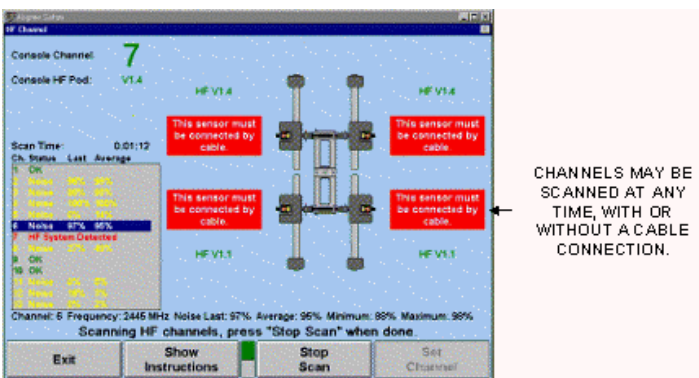 HF Channel
Console Channel: 7
Console HF Pod: V1.4
HF V1.4
HF V1.4
This sensor must
be connected by
cable.
This sensor must
be connected by
cable.
Scan Time: 0:01:12
Ch. Status Last Average
1 OK
2 Noise
6 Noise 97% 95%
7 HF System Detected
9 OK
10 OK
This sensor must
be connected by
cable.
This sensor must
be connected by
cable.
HF V1.1
HF V1.1
Channel: 6 Frequency: 2445 MHz Noise Last: 97% Average: 95% Minimum: 88% Maximum: 98%
Scanning HF channels, press "Stop Scan" when done.
Exit
Show
Instructions
Stop
Scan
Set
Channel
CHANNELS MAY BE
SCANNED AT ANY
TIME, WITH OR
WITHOUT A CABLE
CONNECTION.